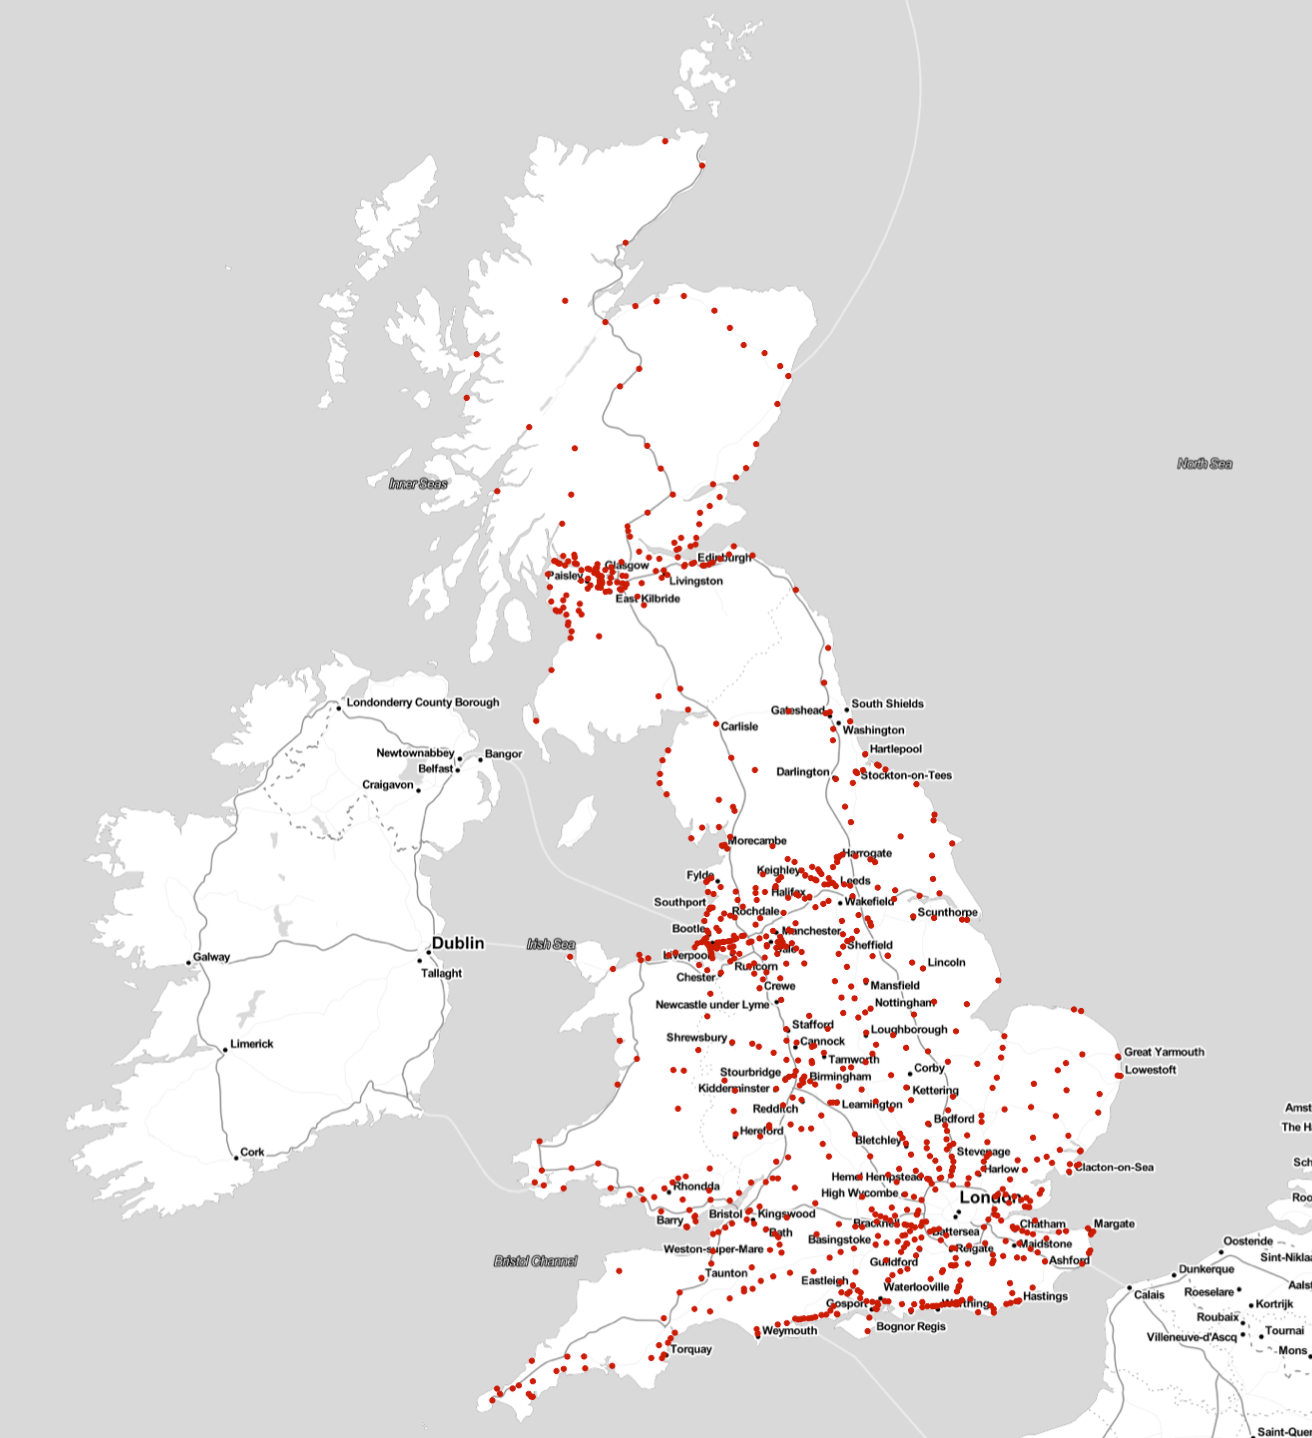 North Sea
Inner Seas
Edinburgh
Glasgow
Paisley
Livingston
East Kilbride
Londonderry County Borough
South Shields
Gateshead
Washington
Carlisle
Newtownabbey
Bangor
Hartlepool
Belfast
Darlington
Stockton-on-Tees
Craigavon
Morecambe
Harrogate
Keighley
Fylde
Leeds
Halifax
Southport
Wakefield
Rochdale
Scunthorpe
Bootle
Manchester
Dublin
Irish Sea
Sheffield
Sale
Liverpool
Galway
Lincoln
Runcorn
Tallaght
Chester
Crewe
Mansfield
Newcastle under Lyme
Nottingham
Stafford
Loughborough
Shrewsbury
Cannock
Limerick
Great Yarmouth
Tamworth
Corby
Lowestoft
Stourbridge
Birmingham
Kidderminster
Kettering
Leamington
Redditch
Amst
Bedford
The Ha
Hereford
Bletchley
Cork
Stevenage
Sch
Harlow
Clacton-on-Sea
Heme Hempstead
Rhondda
High Wycombe
London
Roo
Bristol
Kingswood
Barry
Bracknell
Chatham
Margate
Bath
Battersea
Basingstoke
Oostende
Weston-super-Mare
Reigate
Maidstone
Sint-Nikla
Bristol Channel
Guildford
Ashford
Dunkerque
Taunton
Eastleigh
Waterlooville
Aalst
Roeselare
Calais
Hastings
Gosport
Worthing
Kortrijk
Roubaix
Bognor Regis
Weymouth
Tournai
Villeneuve-d'Ascq
Torquay
Mons
Saint-Quen